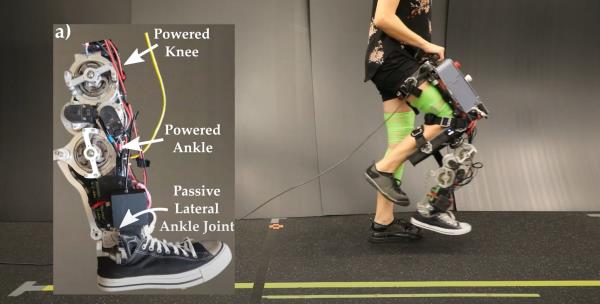 a)
Powered
Knee
Powered
Ankle
Passive
Lateral
Ankle Joint